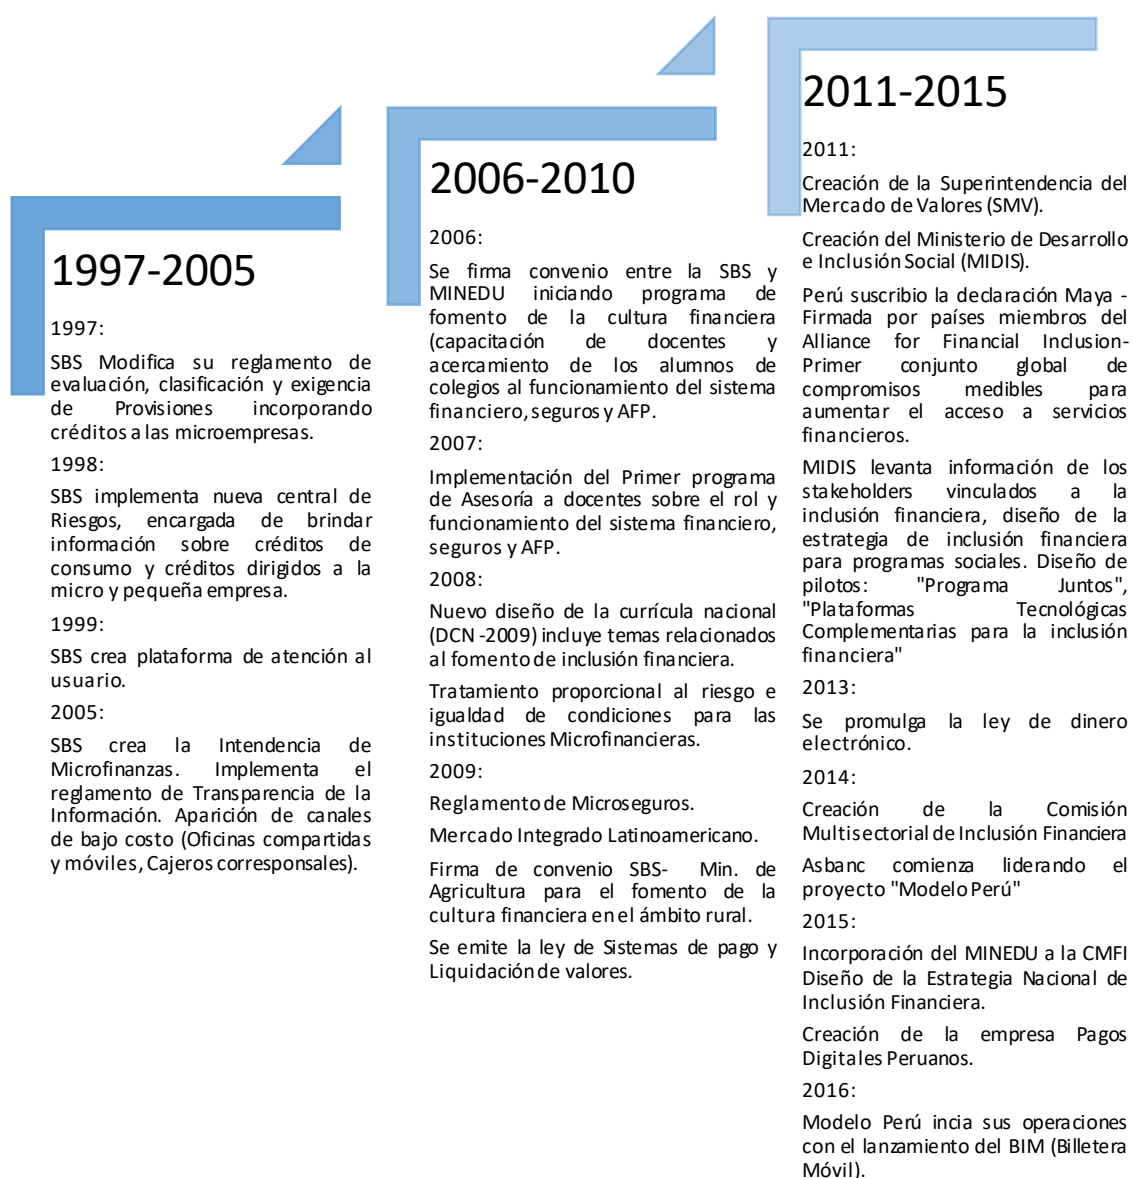 1997-2005
1997:
SBS Modifica su reglamento de
evaluación, clasificación y exigencia
de Provisiones incorporando
créditos a las microempresas.
1998:
SBS implementa nueva central de
Riesgos, encargada de brindar
información sobre créditos de
consumo y créditos dirigidos a la
micro y pequeña empresa.
1999:
SBS crea plataforma de atención al
usuario.
2005:
SBS crea la Intendencia de
Microfinanzas. Implementa el
reglamento de Transparencia de la
Información. Aparición de canales
de bajo costo (Oficinas compartidas
y móviles, Cajeros corresponsales).
2006-2010
2006:
Se firma convenio entre la SBS y
MINEDU iniciando programa de
fomento de la cultura financiera
(capacitación de docentes y
acercamiento de los alumnos de
colegios al funcionamiento del sistema
financiero, seguros y AFP.
2007:
Implementación del Primer programa
de Asesoría a docentes sobre el rol y
funcionamiento del sistema financiero,
seguros y AFP.
2008:
Nuevo diseño de la currícula nacional
(DCN -2009) incluye temas relacionados
al fomento de inclusión financiera.
Tratamiento proporcional al riesgo e
igualdad de condiciones para las
instituciones Microfinancieras.
2009:
Reglamento de Microseguros.
Mercado Integrado Latinoamericano.
Firma de convenio SBS- Min. de
Agricultura para el fomento de la
cultura financiera en el ámbito rural.
Se emite la ley de Sistemas de pago y
Liquidación de valores.
2011-2015
2011:
Creación de la Superintendencia del
Mercado de Valores (SMV).
Creación del Ministerio de Desarrollo
e Inclusión Social (MIDIS).
Perú suscribio la declaración Maya -
Firmada por países miembros del
Alliance for Financial Inclusion-
Primer conjunto global de
compromisos medibles para
aumentar el acceso a servicios
financieros.
MIDIS levanta información de los
stakeholders vinculados a la
inclusión financiera, diseño de la
estrategia de inclusión financiera
para programas sociales. Diseño de
pilotos: "Programa Juntos",
"Plataformas Tecnológicas
Complementarias para la inclusión
financiera"
2013:
Se promulga la ley de dinero
electrónico.
2014:
Creación de la Comisión
Multisectorial de Inclusión Financiera
Asbanc comienza liderando el
proyecto "Modelo Perú"
2015:
Incorporación del MINEDU a la CMFI
Diseño de la Estrategia Nacional de
Inclusión Financiera.
Creación de la empresa Pagos
Digitales Peruanos.
2016:
Modelo Perú incia sus operaciones
con el lanzamiento del BIM (Billetera
Móvil).